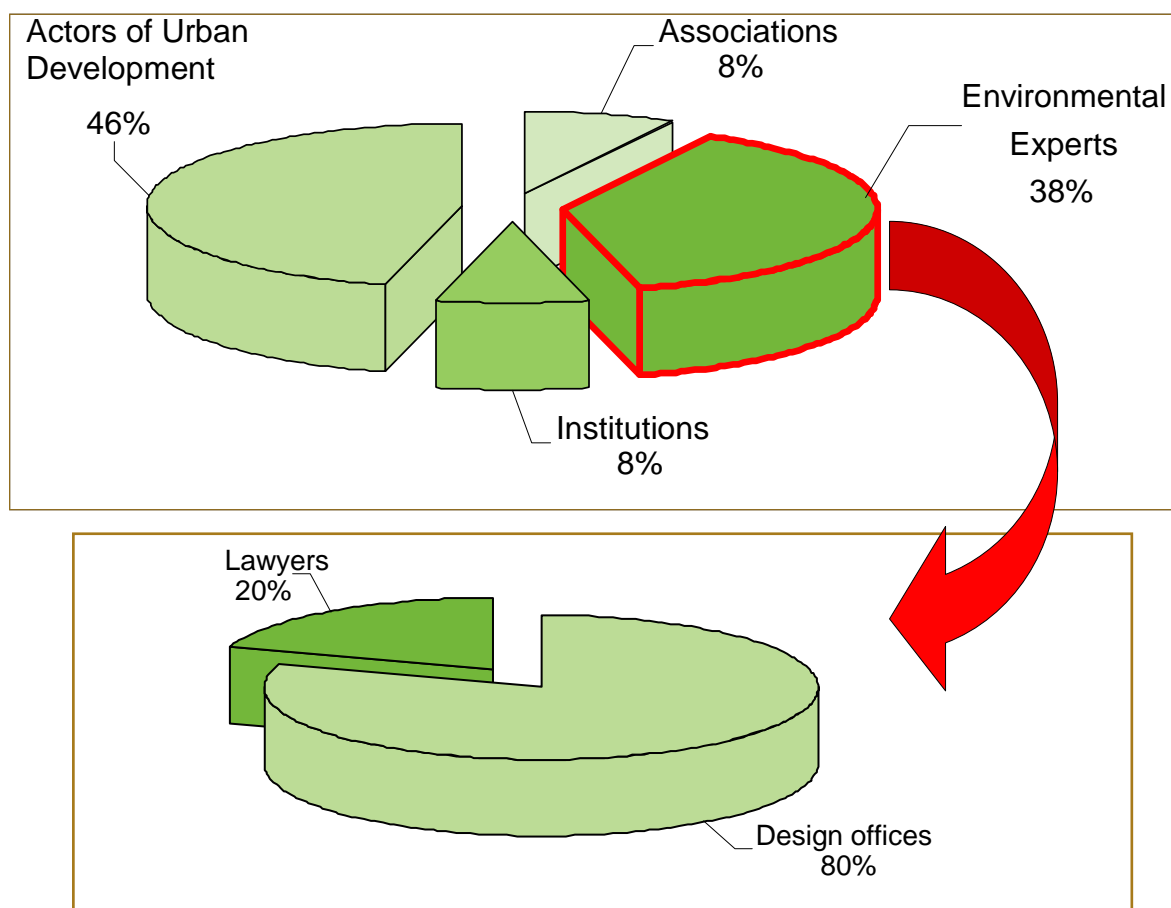 Actors of Urban
Development
46%
Associations
8%
Environmental
Experts
38%
Institutions
8%
Lawyers
20%
Design offices
80%